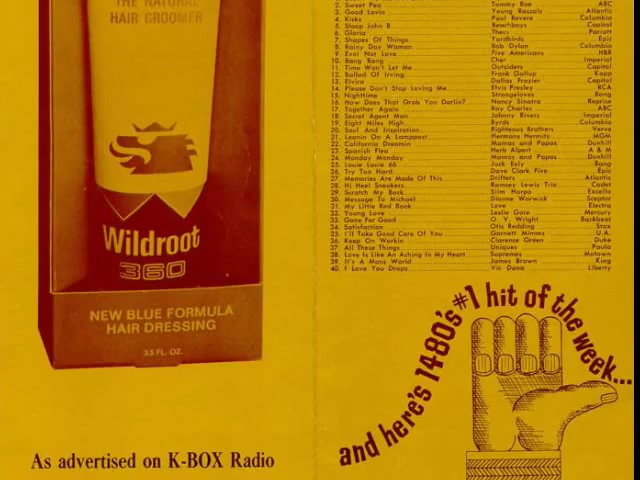 THE NATURAL
HAIR GROOMER
Wildroot
360
NEW BLUE FORMULA
HAIR DRESSING
3.3 FL. OZ.
As advertised on K-BOX Radio
2. Sweet Pea Tommy Roe ABC
3. Good Lovin Young Rascals Atlantic
4. Kicks Paul Revere Columbia
5. Sloop John B Beachboys Capitol
6. Gloria Them Parrott
7. Shapes Of Things Yardbirds Epic
8. Rainy Day Woman Bob Dylan Columbia
9. Evol Not Love Five Americans HBR
10. Bang Bang Cher Imperial
11. Time Won't Let Me Outsiders Capitol
12. Ballad Of Irving Frank Gallop Kapp
13. Elvira Dallas Frazier Capitol
14. Please Don't Stop Loving Me Elvis Presley RCA
15. Nighttime Strangeloves Bang
16. How Does That Grab You Darlin? Nancy Sinatra Reprise
17. Together Again Ray Charles ABC
18. Secret Agent Man Johnny Rivers Imperial
19. Eight Miles High Byrds Columbia
20. Soul And Inspiration Righteous Brothers Verve
21. Leanin On A Lamppost Hermans Hermits MGM
22. California Dreamin Mamas and Papas Dunhill
23. Spanish Flea Herb Alpert A & M
24. Monday Monday Mamas and Papas Dunhill
25. Louie Louie 66 Jack Eely Bang
26. Try Too Hard Dave Clark Five Epic
27. Memories Are Made Of This Drifters Atlantic
28. Hi Heel Sneakers Ramsey Lewis Trio Cadet
29. Scratch My Back Slim Harpo Excello
30. Message To Michael Dionne Warwick Scepter
31. My Little Red Book Love Electra
32. Young Love Lesley Gore Mercury
33. Gone For Good O. V. Wright Backbeat
34. Satisfaction Otis Redding Stax
35. I'll Take Good Care Of You Garnett Mimms U.A.
36. Keep On Workin Clarence Green Duke
37. All These Things Uniques Paula
38. Love Is Like An Aching In My Heart Supremes Motown
39. It's A Mans World James Brown King
40. I Love You Drops Vic Dana Liberty
and here's 1480's #1 hit of the week...